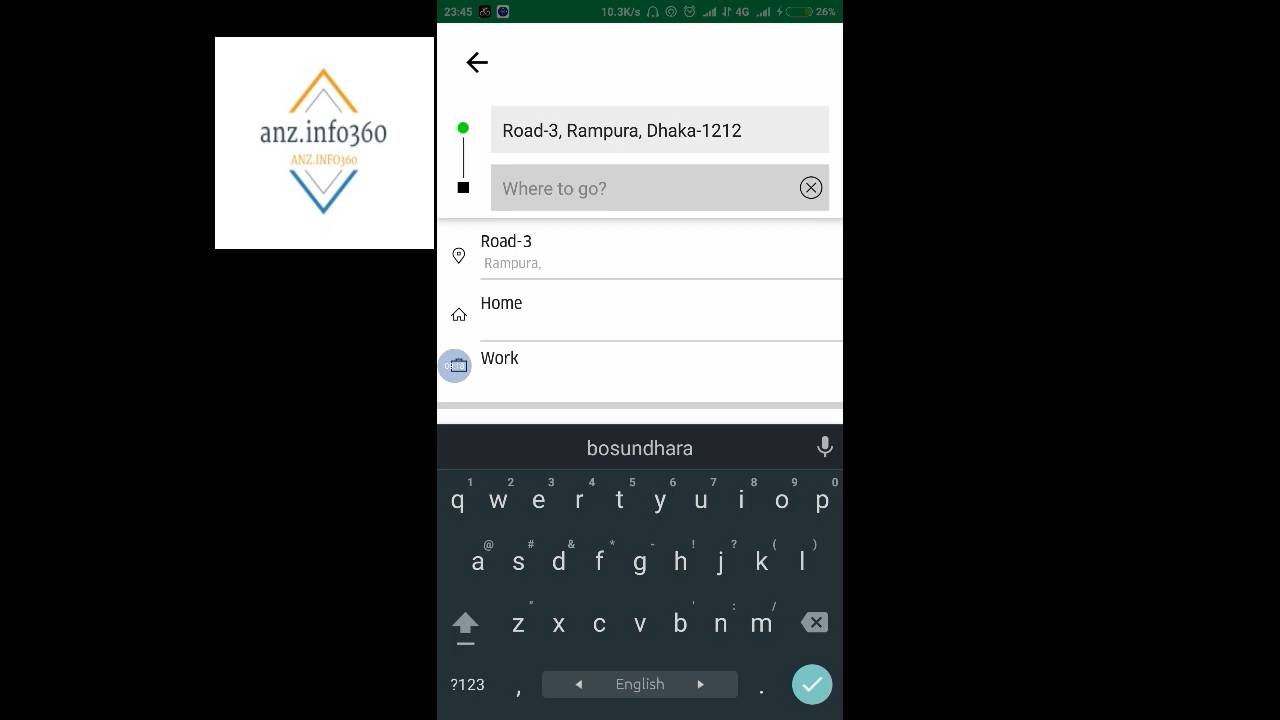 23:45 10.3K/s 4G 26%
anz.info360
ANZ.INFO360
Road-3, Rampura, Dhaka-1212
Where to go?
Road-3
Rampura,
Home
Work
bosundhara
1 2 3 4 5 6 7 8 9 0
q w e r t y u i o p
@ # & * - ! ? ( )
a s d f g h j k l
" ' : /
z x c v b n m
?123 , English .